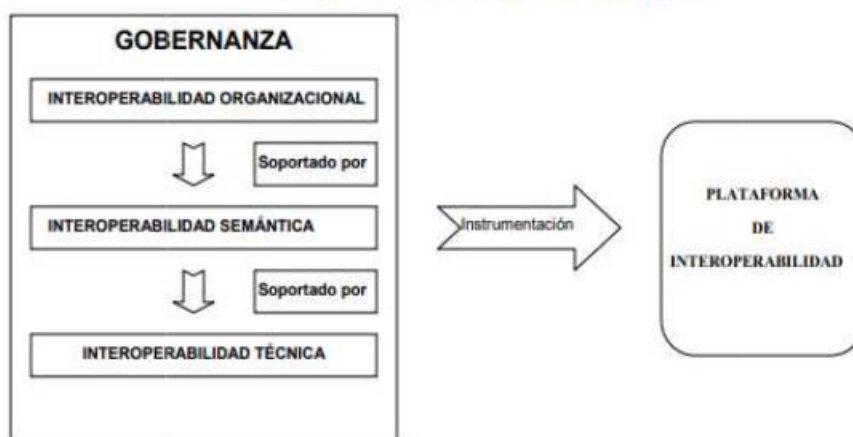 GOBERNANZA
INTEROPERABILIDAD ORGANIZACIONAL
Soportado por
INTEROPERABILIDAD SEMÁNTICA
Soportado por
INTEROPERABILIDAD TÉCNICA
Instrumentación
PLATAFORMA
DE
INTEROPERABILIDAD